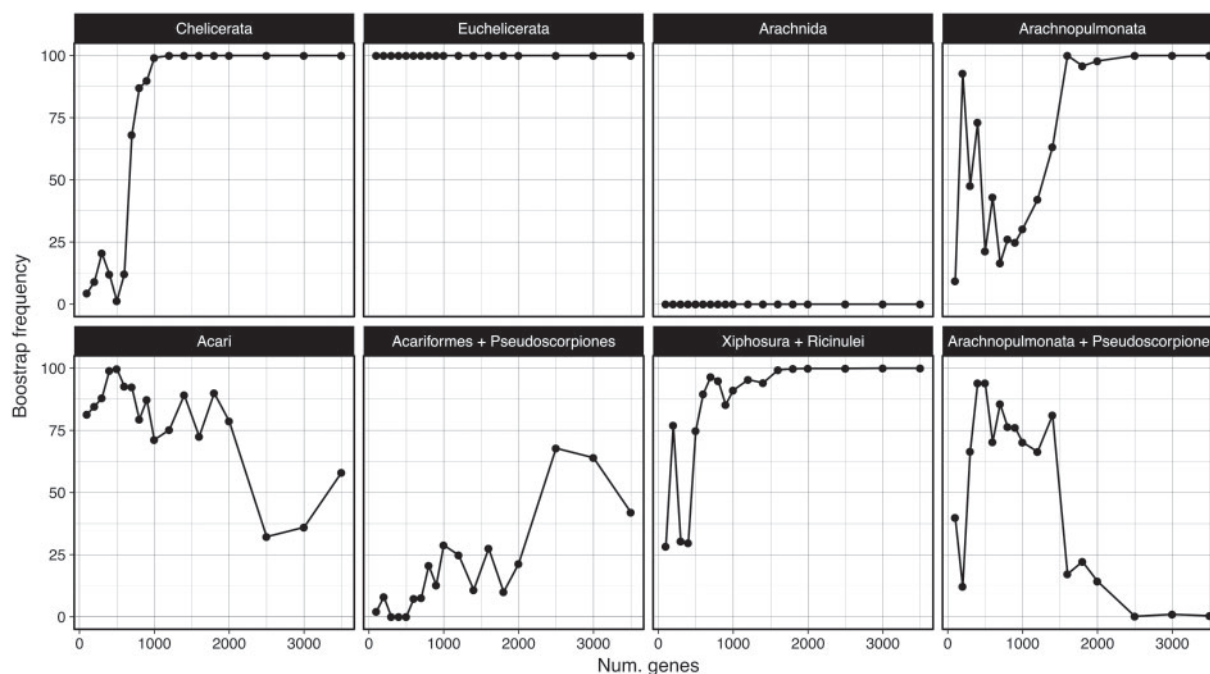 Chelicerata
Euchelicerata
Arachnida
Arachnopulmonata
100
75
50
25
0
Acari
Acariformes + Pseudoscorpiones
Xiphosura + Ricinulei
Arachnopulmonata + Pseudoscorpione
100
75
50
25
0
Boostrap frequency
0 1000 2000 3000
0 1000 2000 3000
0 1000 2000 3000
0 1000 2000 3000
Num. genes